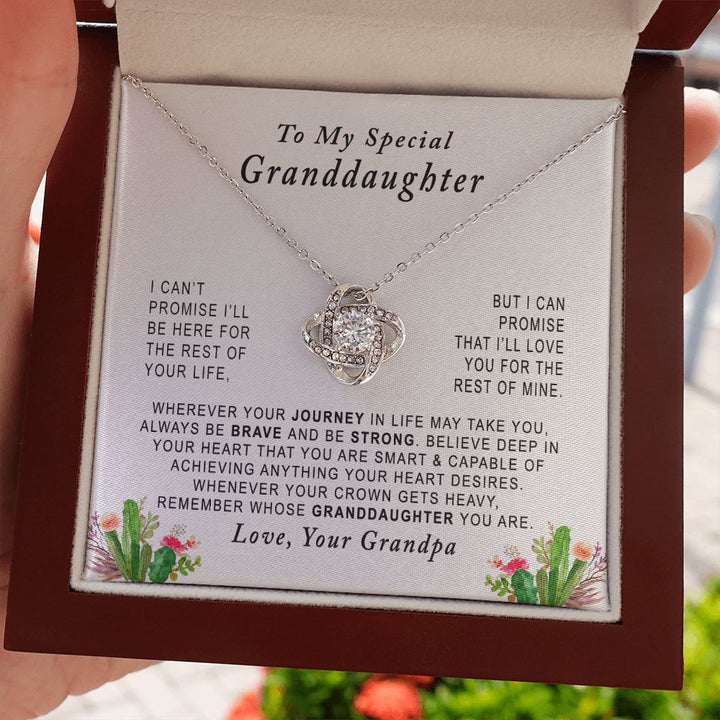 To My Special
Granddaughter
I CAN'T
PROMISE I'LL
BE HERE FOR
THE REST OF
YOUR LIFE,
BUT I CAN
PROMISE
THAT I'LL LOVE
YOU FOR THE
REST OF MINE.
WHEREVER YOUR JOURNEY IN LIFE MAY TAKE YOU,
ALWAYS BE BRAVE AND BE STRONG. BELIEVE DEEP IN
YOUR HEART THAT YOU ARE SMART & CAPABLE OF
ACHIEVING ANYTHING YOUR HEART DESIRES.
WHENEVER YOUR CROWN GETS HEAVY,
REMEMBER WHOSE GRANDDAUGHTER YOU ARE.
Love, Your Grandpa